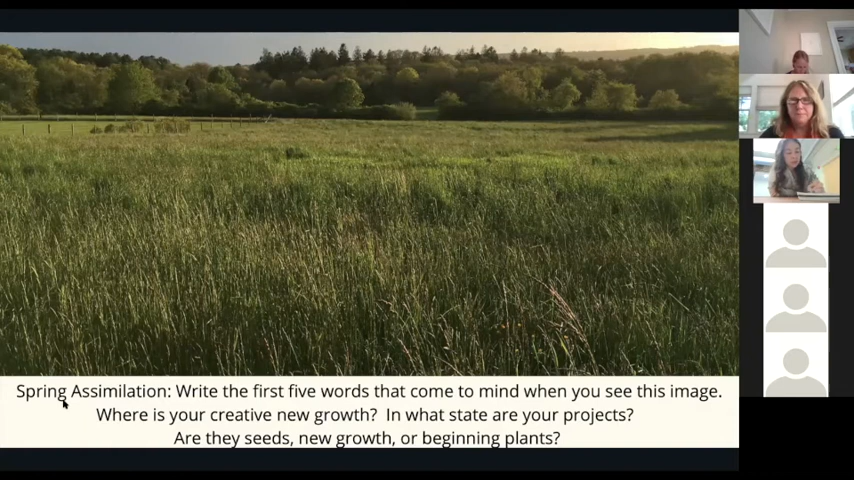 Spring Assimilation: Write the first five words that come to mind when you see this image.
Where is your creative new growth?  In what state are your projects?
Are they seeds, new growth, or beginning plants?